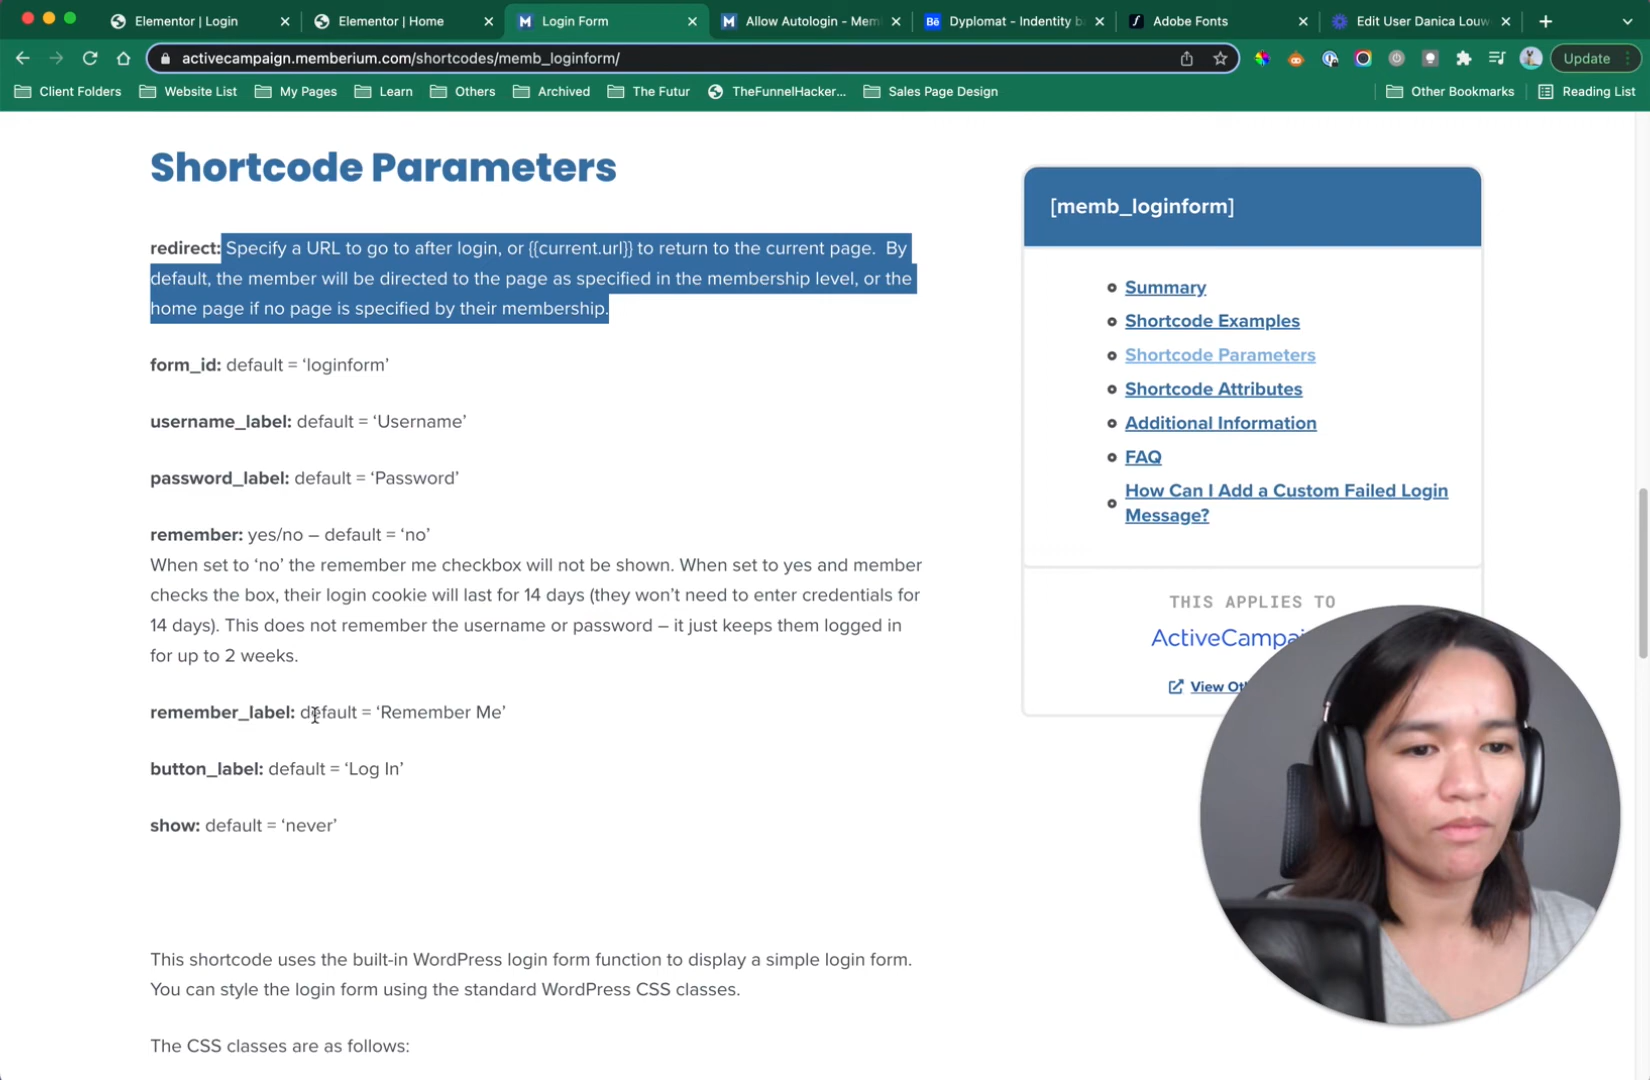 Elementor | Login
Elementor | Home
Login Form
Allow Autologin - Mem
Dyplomat - Indentity b
Adobe Fonts
Edit User Danica Louw
activecampaign.memberium.com/shortcodes/memb_loginform/
Update
Client Folders
Website List
My Pages
Learn
Others
Archived
The Futur
TheFunnelHacker...
Sales Page Design
Other Bookmarks
Reading List
Shortcode Parameters
redirect: Specify a URL to go to after login, or {{current.url}} to return to the current page.  By
default, the member will be directed to the page as specified in the membership level, or the
home page if no page is specified by their membership.
form_id: default = ‘loginform’
username_label: default = ‘Username’
password_label: default = ‘Password’
remember: yes/no – default = ‘no’
When set to ‘no’ the remember me checkbox will not be shown. When set to yes and member
checks the box, their login cookie will last for 14 days (they won’t need to enter credentials for
14 days). This does not remember the username or password – it just keeps them logged in
for up to 2 weeks.
remember_label: default = ‘Remember Me’
button_label: default = ‘Log In’
show: default = ‘never’
This shortcode uses the built-in WordPress login form function to display a simple login form.
You can style the login form using the standard WordPress CSS classes.
The CSS classes are as follows:
[memb_loginform]
Summary
Shortcode Examples
Shortcode Parameters
Shortcode Attributes
Additional Information
FAQ
How Can I Add a Custom Failed Login
Message?
THIS APPLIES TO
ActiveCampai
View Ot